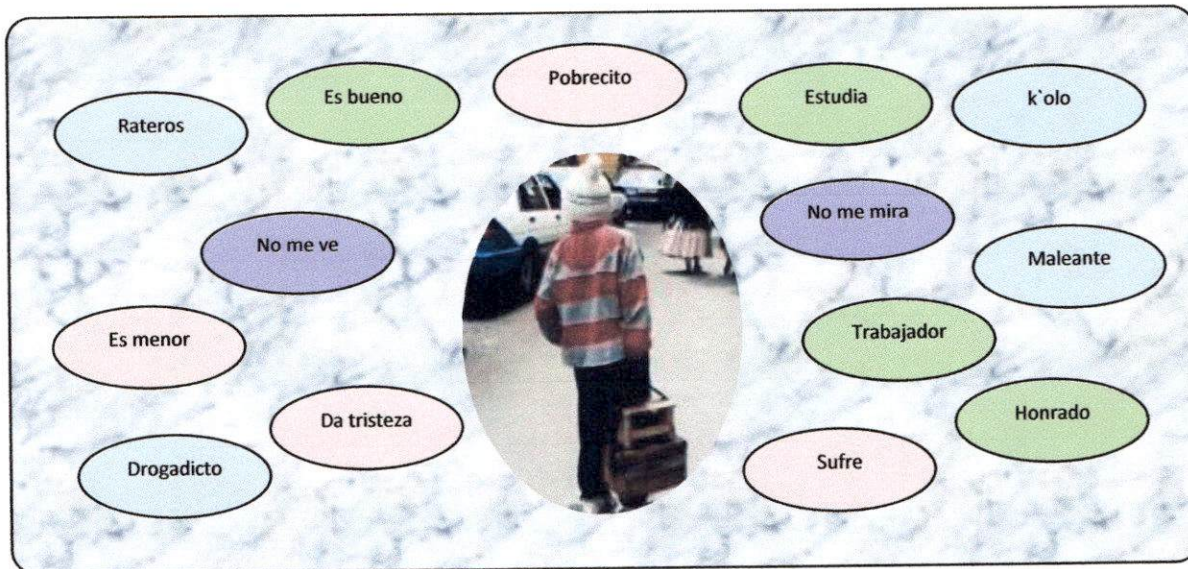 Pobrecito
Es bueno
Estudia
k`olo
Rateros
No me mira
No me ve
Maleante
Es menor
Trabajador
Da tristeza
Honrado
Drogadicto
Sufre